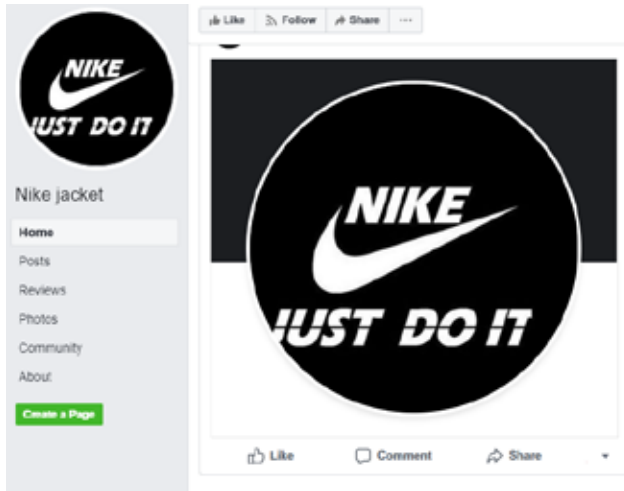 NIKE
JUST DO IT
Nike jacket
Home
Posts
Reviews
Photos
Community
About
Create a Page
Like Follow Share ...
NIKE
JUST DO IT
Like Comment Share